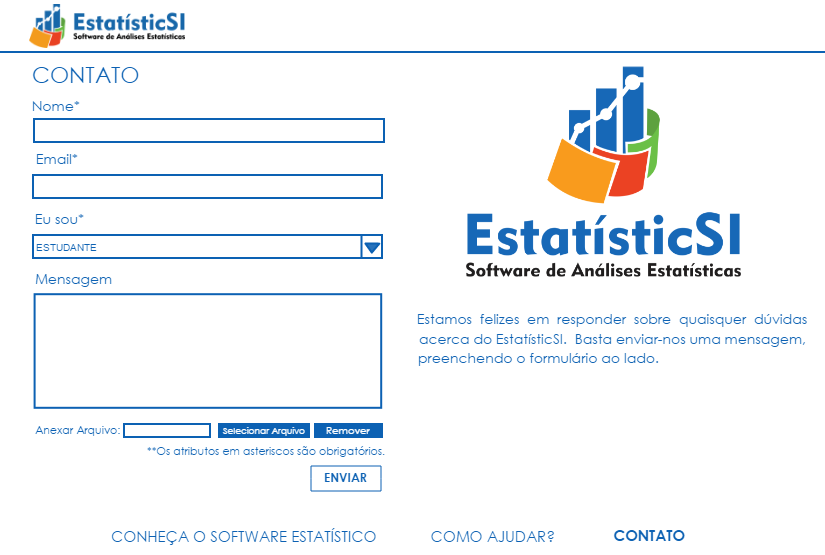 EstatísticSI
Software de Análises Estatísticas
CONTATO
Nome*
Email*
Eu sou*
ESTUDANTE
Mensagem
Anexar Arquivo:
Selecionar Arquivo
Remover
**Os atributos em asteriscos são obrigatórios.
ENVIAR
EstatísticSI
Software de Análises Estatísticas
Estamos felizes em responder sobre quaisquer dúvidas
acerca do EstatísticSI. Basta enviar-nos uma mensagem,
preenchendo o formulário ao lado.
CONHEÇA O SOFTWARE ESTATÍSTICO
COMO AJUDAR?
CONTATO